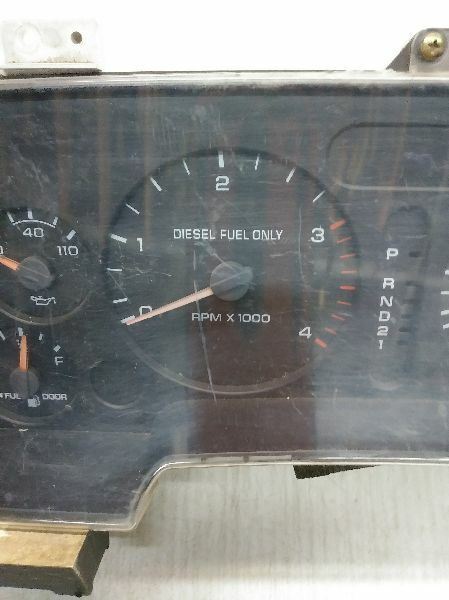 2
DIESEL FUEL ONLY
1
3
0
RPM X 1000
4
40
110
F
FUEL DOOR
P
R
N
D
2
1